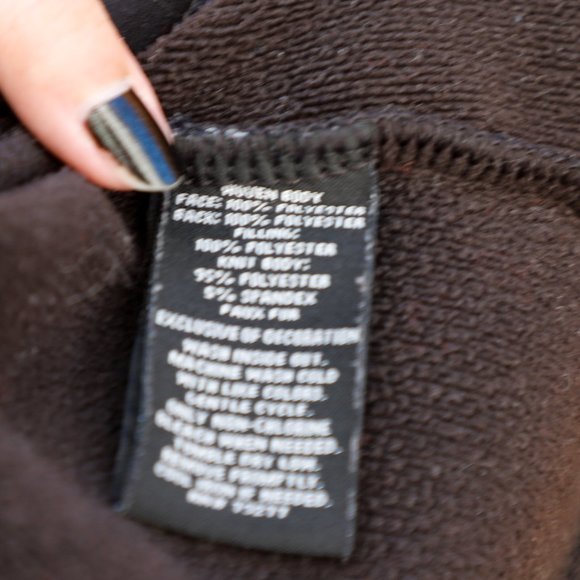 WOVEN BODY
FACE: 100% POLYESTER
BACK: 100% POLYESTER
FILLING:
100% POLYESTER
KNIT BODY:
95% POLYESTER
5% SPANDEX
FAUX FUR
EXCLUSIVE OF DECORATION
WASH INSIDE OUT.
MACHINE WASH COLD
WITH LIKE COLORS.
GENTLE CYCLE.
ONLY NON-CHLORINE
BLEACH WHEN NEEDED.
TUMBLE DRY LOW.
REMOVE PROMPTLY.
COOL IRON IF NEEDED.
RN# 73277